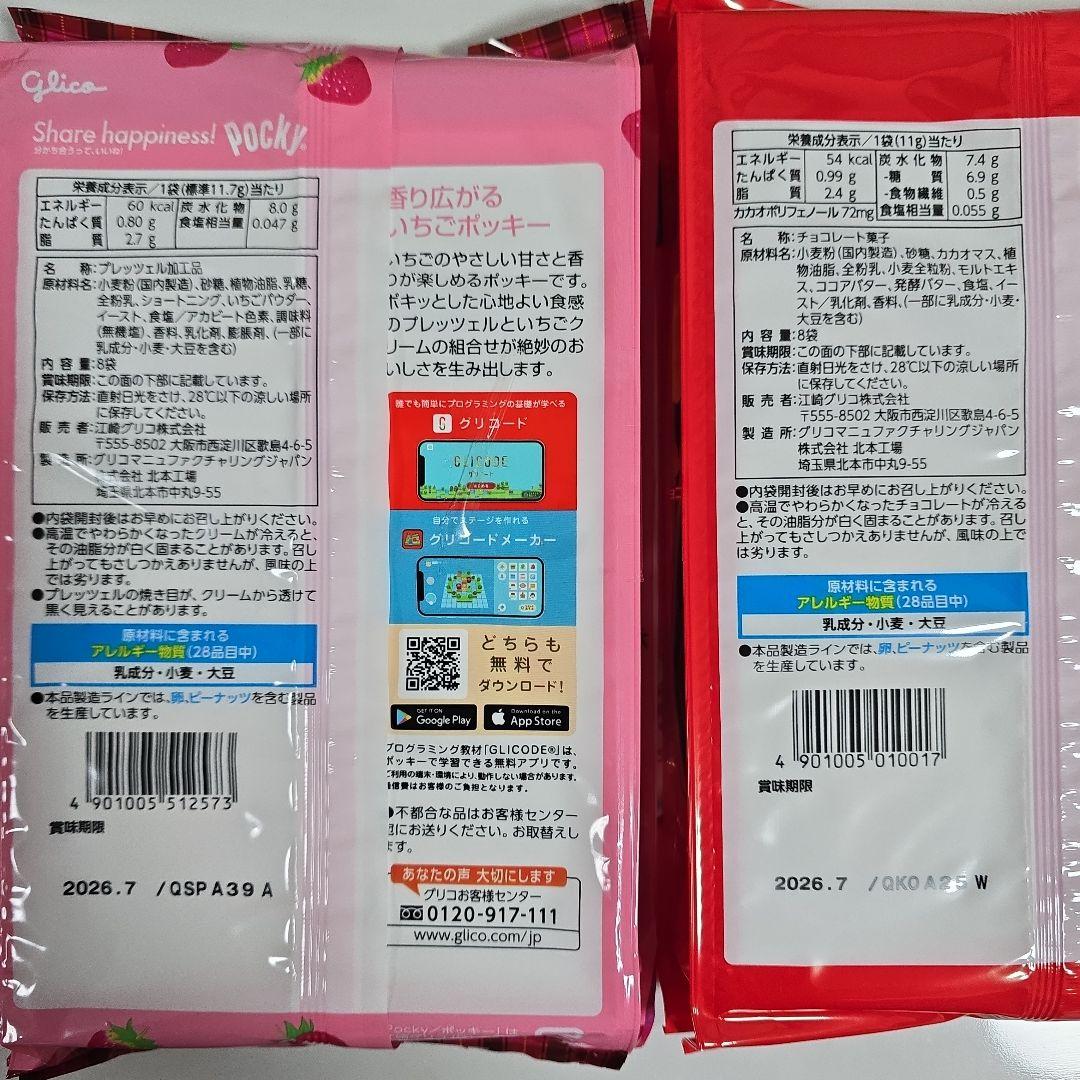 Glico
Share happiness! Pocky
分かち合うって、いいね!
栄養成分表示/1袋(標準11.7g)当たり
エネルギー 60 kcal 炭水化物 8.0 g
たんぱく質 0.80 g 食塩相当量 0.047 g
脂質 2.7 g
名称:プレッツェル加工品
原材料名:小麦粉(国内製造)、砂糖、植物油脂、乳糖、
全粉乳、ショートニング、いちごパウダー、
イースト、食塩/アカビート色素、調味料
(無機塩)、香料、乳化剤、膨脹剤、(一部に
乳成分・小麦・大豆を含む)
内容量:8袋
賞味期限:この面の下部に記載しています。
保存方法:直射日光をさけ、28℃以下の涼しい場所
に保存してください。
販売者:江崎グリコ株式会社
〒555-8502 大阪市西淀川区歌島4-6-5
製造所:グリコマニュファクチャリングジャパン
株式会社 北本工場
埼玉県北本市中丸9-55
●内袋開封後はお早めにお召し上がりください。
●高温でやわらかくなったクリームが冷えると、
その油脂分が白く固まることがあります。召し
上がってもさしつかえありませんが、風味の上
では劣ります。
●プレッツェルの焼き目が、クリームから透けて
黒く見えることがあります。
原材料に含まれる
アレルギー物質(28品目中)
乳成分・小麦・大豆
●本品製造ラインでは、卵、ピーナッツを含む製品
を生産しています。
4 901005 512573
賞味期限
2026.7 /QSPA39A
香り広がる
いちごポッキー
いちごのやさしい甘さと香
りが楽しめるポッキーです。
ポキッとした心地よい食感
のプレッツェルといちごク
リームの組合せが絶妙のお
いしさを生み出します。
誰でも簡単にプログラミングの基礎が学べる
G グリコード
GLICODE
グリコード
自分でステージを作れる
グリコードメーカー
どちらも
無料で
ダウンロード!
GET IT ON
Google Play
Download on the
App Store
プログラミング教材「GLICODE®」は、
ポッキーで学習できる無料アプリです。
ご利用の端末・環境により、動作しない場合があります。
通信費はお客様のご負担となります。
●不都合な品はお客様センター
宛にお送りください。お取替えし
ます。
あなたの声 大切にします
グリコお客様センター
0120-917-111
www.glico.com/jp
Pocky/ポッキー」は
栄養成分表示/1袋(11g)当たり
エネルギー 54 kcal 炭水化物 7.4 g
たんぱく質 0.99 g -糖質 6.9 g
脂質 2.4 g -食物繊維 0.5 g
カカオポリフェノール 72mg 食塩相当量 0.055 g
名称:チョコレート菓子
原材料名:小麦粉(国内製造)、砂糖、カカオマス、植
物油脂、全粉乳、小麦全粒粉、モルトエキ
ス、ココアバター、発酵バター、食塩、イー
スト/乳化剤、香料、(一部に乳成分・小麦・
大豆を含む)
内容量:8袋
賞味期限:この面の下部に記載しています。
保存方法:直射日光をさけ、28℃以下の涼しい場所
に保存してください。
販売者:江崎グリコ株式会社
〒555-8502 大阪市西淀川区歌島4-6-5
製造所:グリコマニュファクチャリングジャパン
株式会社 北本工場
埼玉県北本市中丸9-55
●内袋開封後はお早めにお召し上がりください。
●高温でやわらかくなったチョコレートが冷える
と、その油脂分が白く固まることがあります。召し
上がってもさしつかえありませんが、風味の上で
は劣ります。
原材料に含まれる
アレルギー物質(28品目中)
乳成分・小麦・大豆
●本品製造ラインでは、卵、ピーナッツを含む製品
を生産しています。
4 901005 010017
賞味期限
2026.7 /QKOA25W